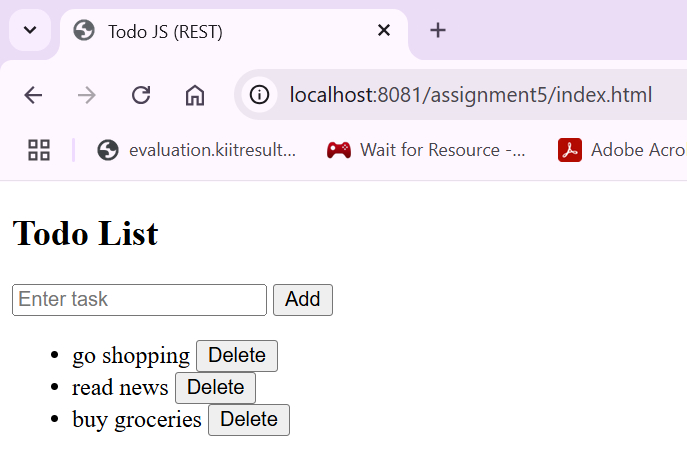 Todo JS (REST)
localhost:8081/assignment5/index.html
evaluation.kiitresult... Wait for Resource -... Adobe Acro
Todo List
Enter task Add
• go shopping Delete
• read news Delete
• buy groceries Delete